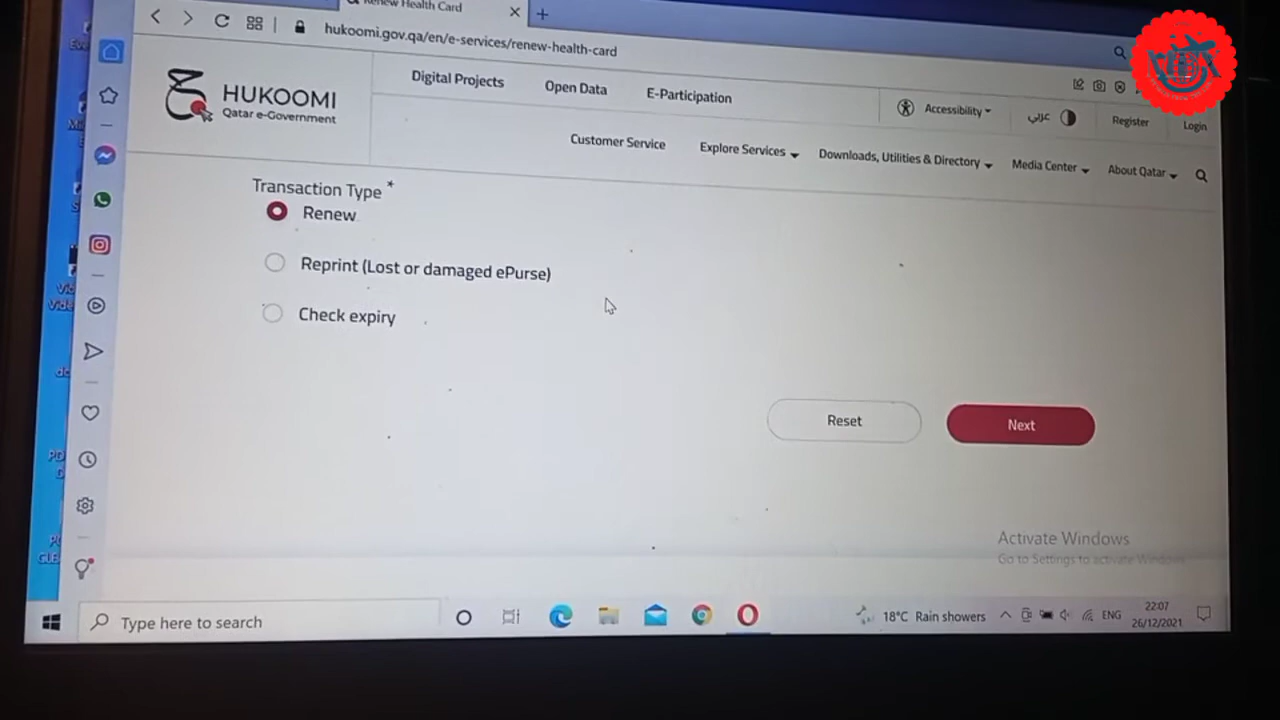 Renew Health Card
hukoomi.gov.qa/en/e-services/renew-health-card
HUKOOMI
Qatar e-Government
Digital Projects
Open Data
E-Participation
Accessibility
عربي
Register
Login
Customer Service
Explore Services
Downloads, Utilities & Directory
Media Center
About Qatar
Transaction Type *
Renew
Reprint (Lost or damaged ePurse)
Check expiry
Reset
Next
Activate Windows
Go to Settings to activate Windows
Type here to search
18°C Rain showers
ENG
22:07
26/12/2021